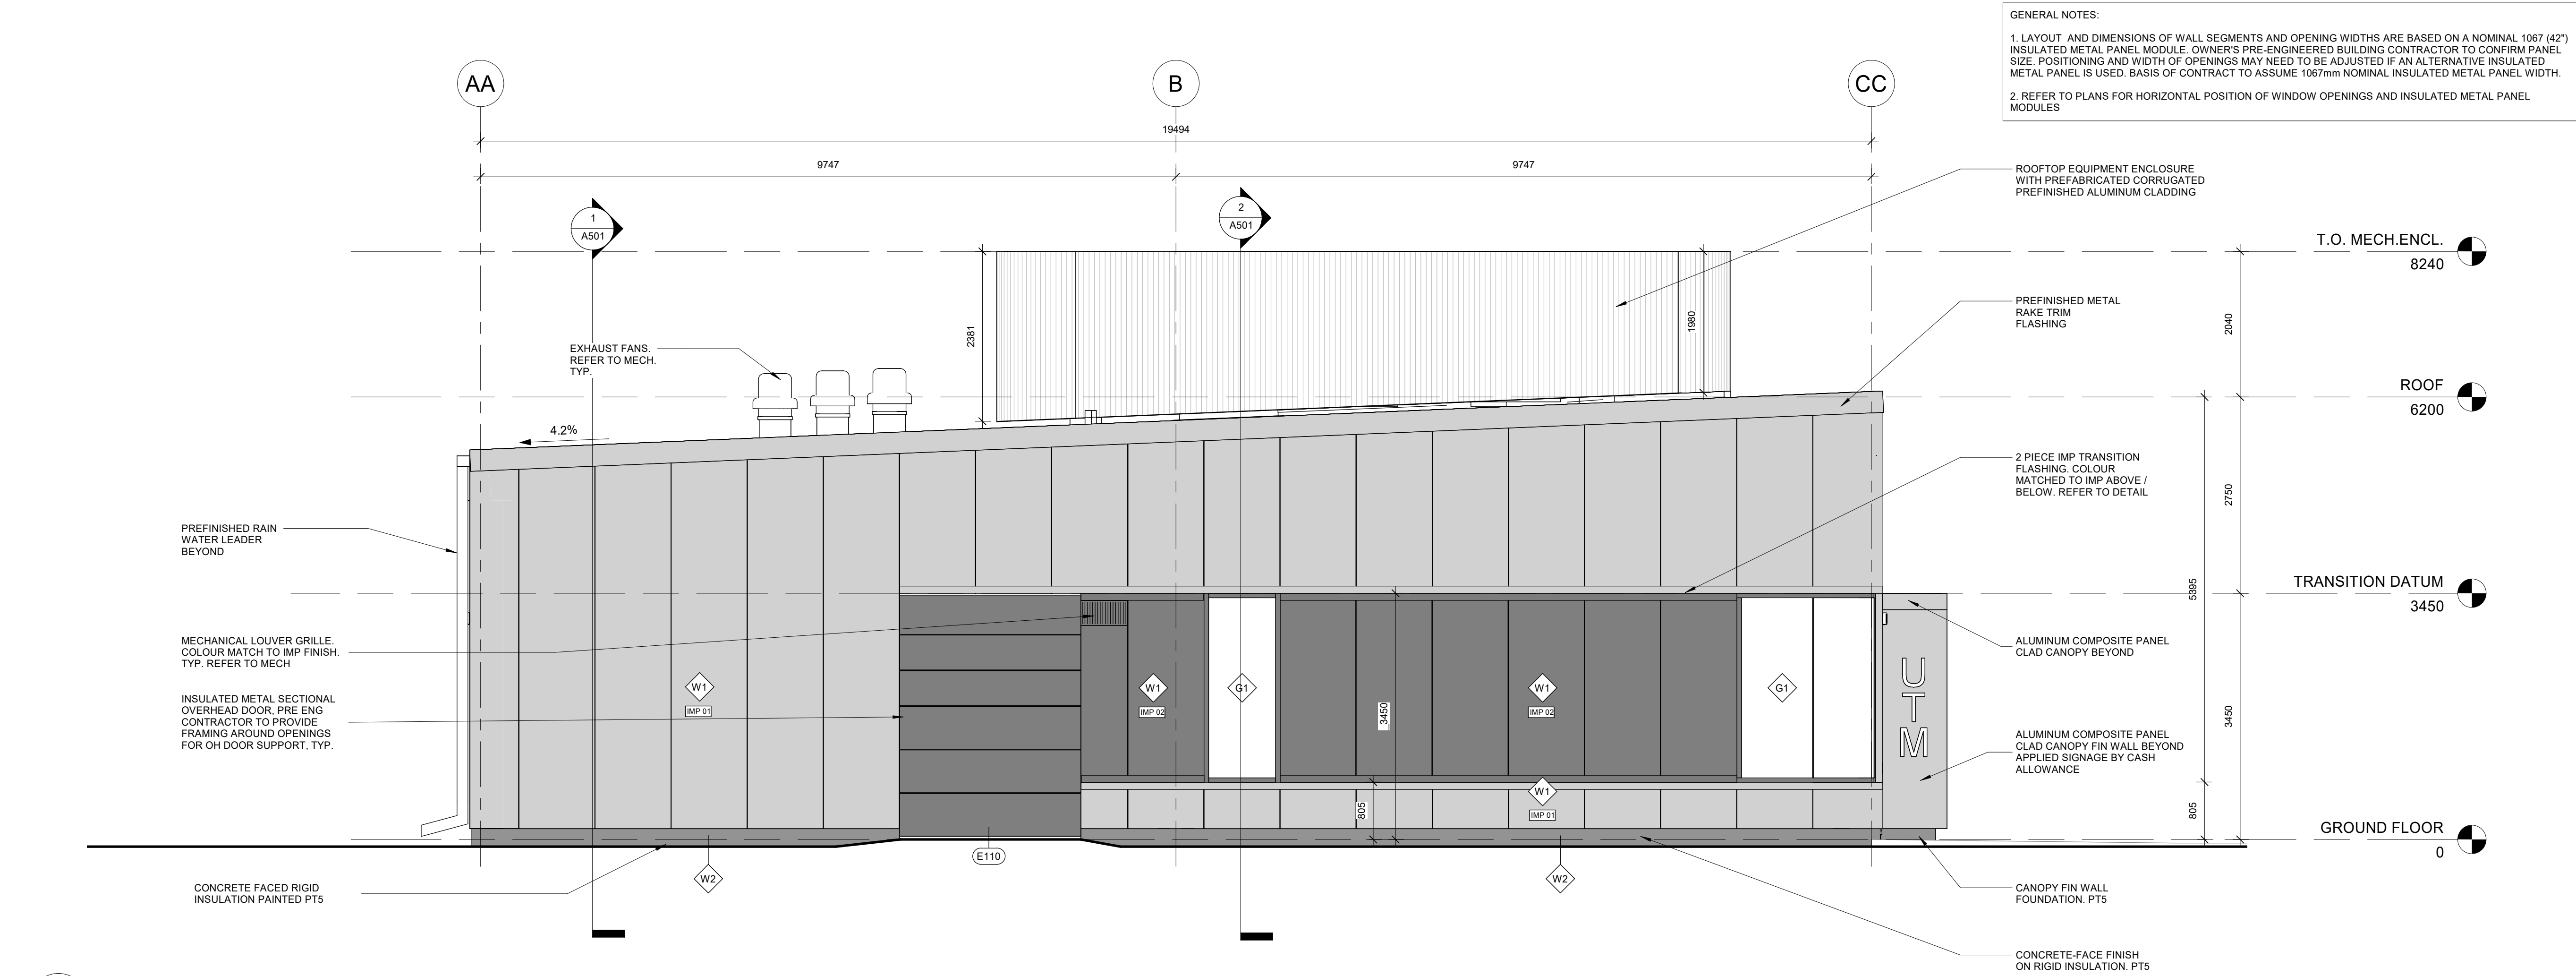 GENERAL NOTES:
1. LAYOUT AND DIMENSIONS OF WALL SEGMENTS AND OPENING WIDTHS ARE BASED ON A NOMINAL 1067 (42")
INSULATED METAL PANEL MODULE. OWNER'S PRE-ENGINEERED BUILDING CONTRACTOR TO CONFIRM PANEL
SIZE. POSITIONING AND WIDTH OF OPENINGS MAY NEED TO BE ADJUSTED IF AN ALTERNATIVE INSULATED
METAL PANEL IS USED. BASIS OF CONTRACT TO ASSUME 1067mm NOMINAL INSULATED METAL PANEL WIDTH.
2. REFER TO PLANS FOR HORIZONTAL POSITION OF WINDOW OPENINGS AND INSULATED METAL PANEL
MODULES
AA
B
CC
19494
9747
9747
1
A501
2
A501
ROOFTOP EQUIPMENT ENCLOSURE
WITH PREFABRICATED CORRUGATED
PREFINISHED ALUMINUM CLADDING
T.O. MECH.ENCL.
8240
PREFINISHED METAL
RAKE TRIM
FLASHING
2381
1980
2040
EXHAUST FANS.
REFER TO MECH.
TYP.
ROOF
6200
4.2%
2 PIECE IMP TRANSITION
FLASHING. COLOUR
MATCHED TO IMP ABOVE /
BELOW. REFER TO DETAIL
2750
PREFINISHED RAIN
WATER LEADER
BEYOND
5395
TRANSITION DATUM
3450
MECHANICAL LOUVER GRILLE.
COLOUR MATCH TO IMP FINISH.
TYP. REFER TO MECH
ALUMINUM COMPOSITE PANEL
CLAD CANOPY BEYOND
INSULATED METAL SECTIONAL
OVERHEAD DOOR, PRE ENG
CONTRACTOR TO PROVIDE
FRAMING AROUND OPENINGS
FOR OH DOOR SUPPORT, TYP.
W1
IMP 01
W1
IMP 02
G1
W1
IMP 02
G1
U
T
M
3450
3450
ALUMINUM COMPOSITE PANEL
CLAD CANOPY FIN WALL BEYOND
APPLIED SIGNAGE BY CASH
ALLOWANCE
W1
IMP 01
805
805
GROUND FLOOR
0
E110
W2
W2
CONCRETE FACED RIGID
INSULATION PAINTED PT5
CANOPY FIN WALL
FOUNDATION. PT5
CONCRETE-FACE FINISH
ON RIGID INSULATION. PT5